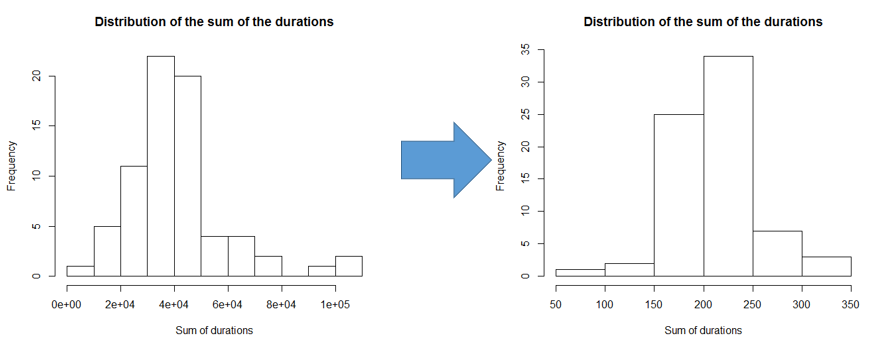 Distribution of the sum of the durations
Frequency
20
15
10
5
0
0e+00 2e+04 4e+04 6e+04 8e+04 1e+05
Sum of durations
Distribution of the sum of the durations
Frequency
35
30
25
20
15
10
5
0
50 100 150 200 250 300 350
Sum of durations